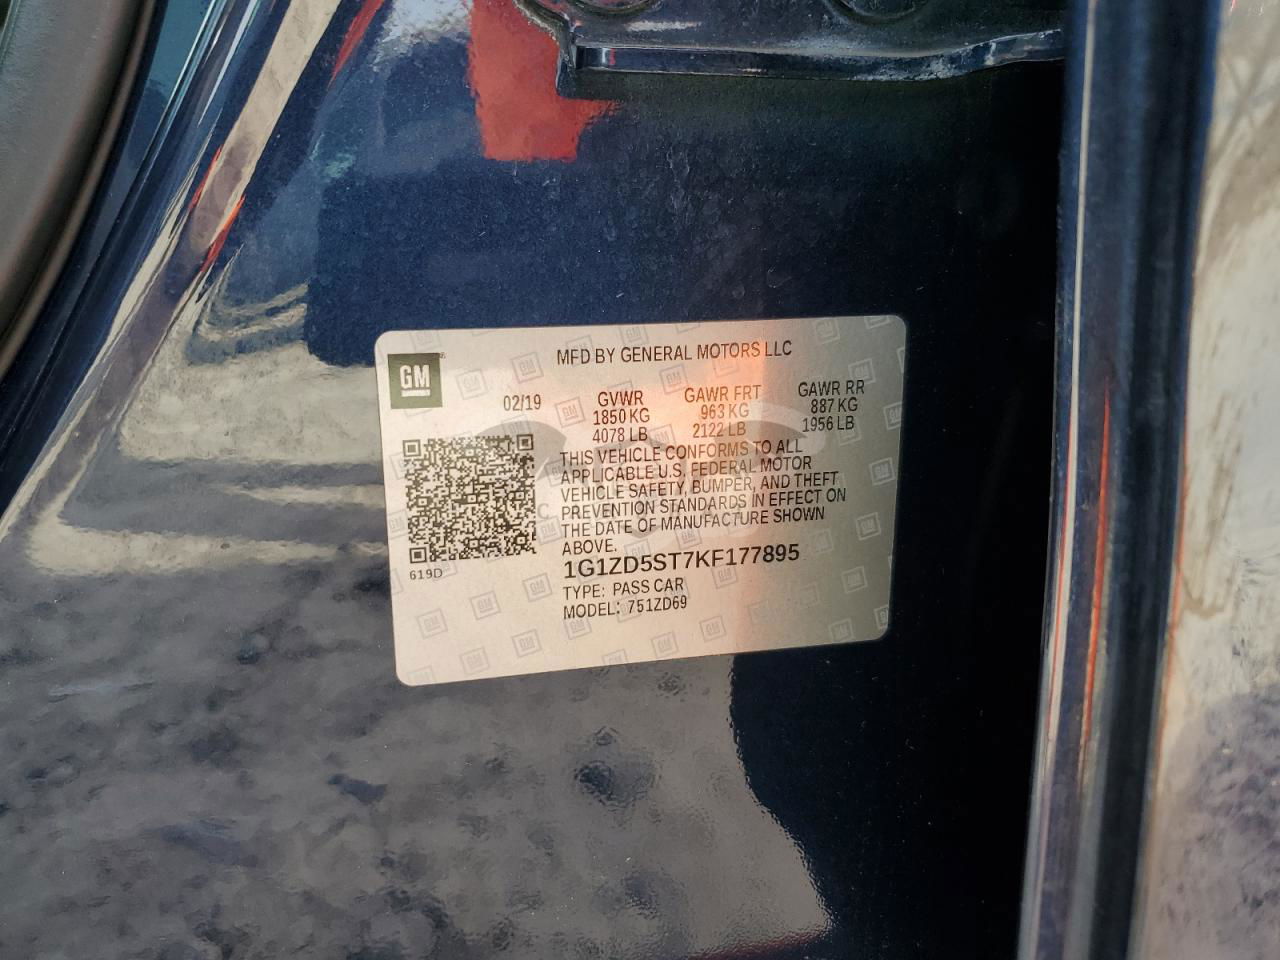 MFD BY GENERAL MOTORS LLC
GM
02/19
GVWR GAWR FRT GAWR RR
1850 KG 963 KG 887 KG
4078 LB 2122 LB 1956 LB
THIS VEHICLE CONFORMS TO ALL
APPLICABLE U.S. FEDERAL MOTOR
VEHICLE SAFETY, BUMPER, AND THEFT
PREVENTION STANDARDS IN EFFECT ON
THE DATE OF MANUFACTURE SHOWN
ABOVE.
1G1ZD5ST7KF177895
619D
TYPE: PASS CAR
MODEL: 751ZD69